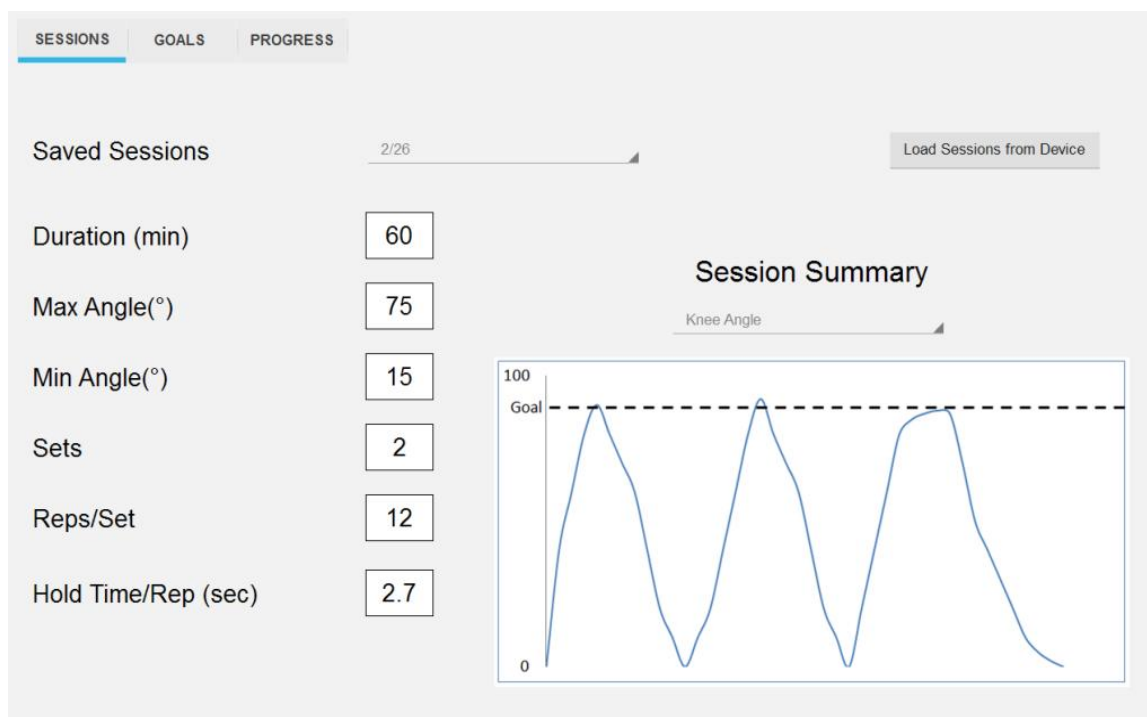 SESSIONS GOALS PROGRESS
Saved Sessions 2/26 Load Sessions from Device
Duration (min) 60
Max Angle(°) 75
Min Angle(°) 15
Sets 2
Reps/Set 12
Hold Time/Rep (sec) 2.7
Session Summary
Knee Angle
100
Goal
0